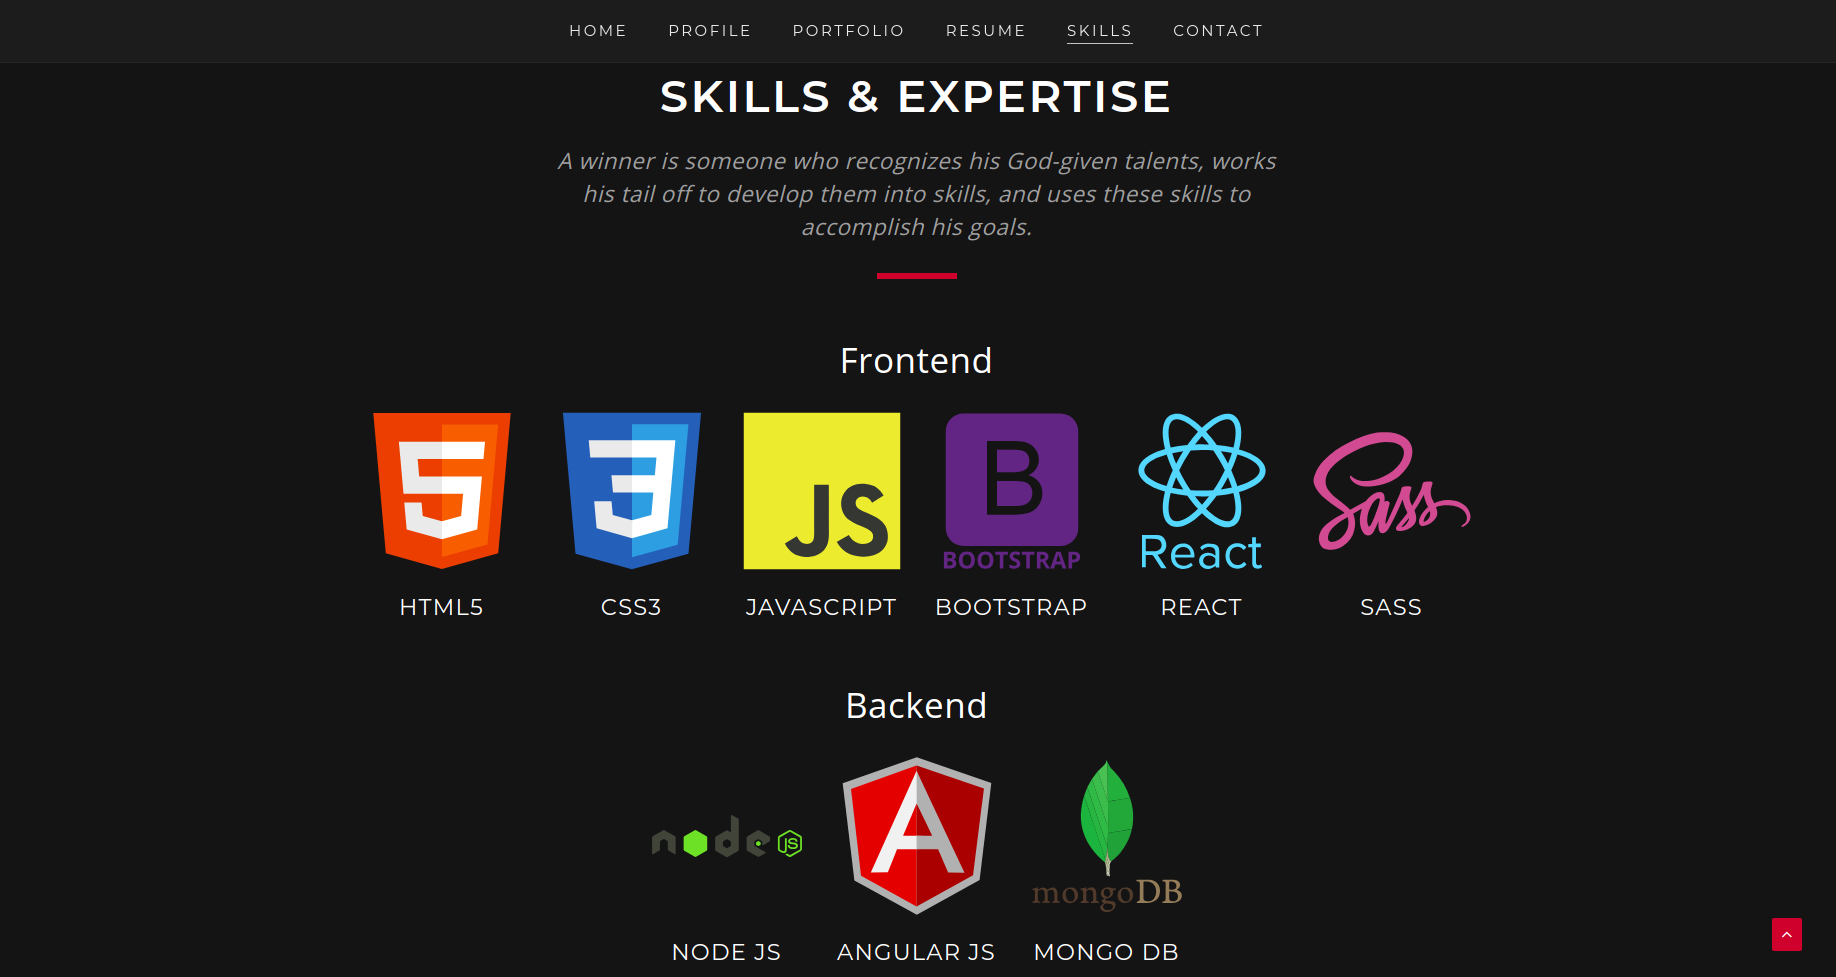 HOME PROFILE PORTFOLIO RESUME SKILLS CONTACT
SKILLS & EXPERTISE
A winner is someone who recognizes his God-given talents, works
his tail off to develop them into skills, and uses these skills to
accomplish his goals.
Frontend
5 3 JS B BOOTSTRAP React Sass
HTML5 CSS3 JAVASCRIPT BOOTSTRAP REACT SASS
Backend
node JS A mongoDB
NODE JS ANGULAR JS MONGO DB